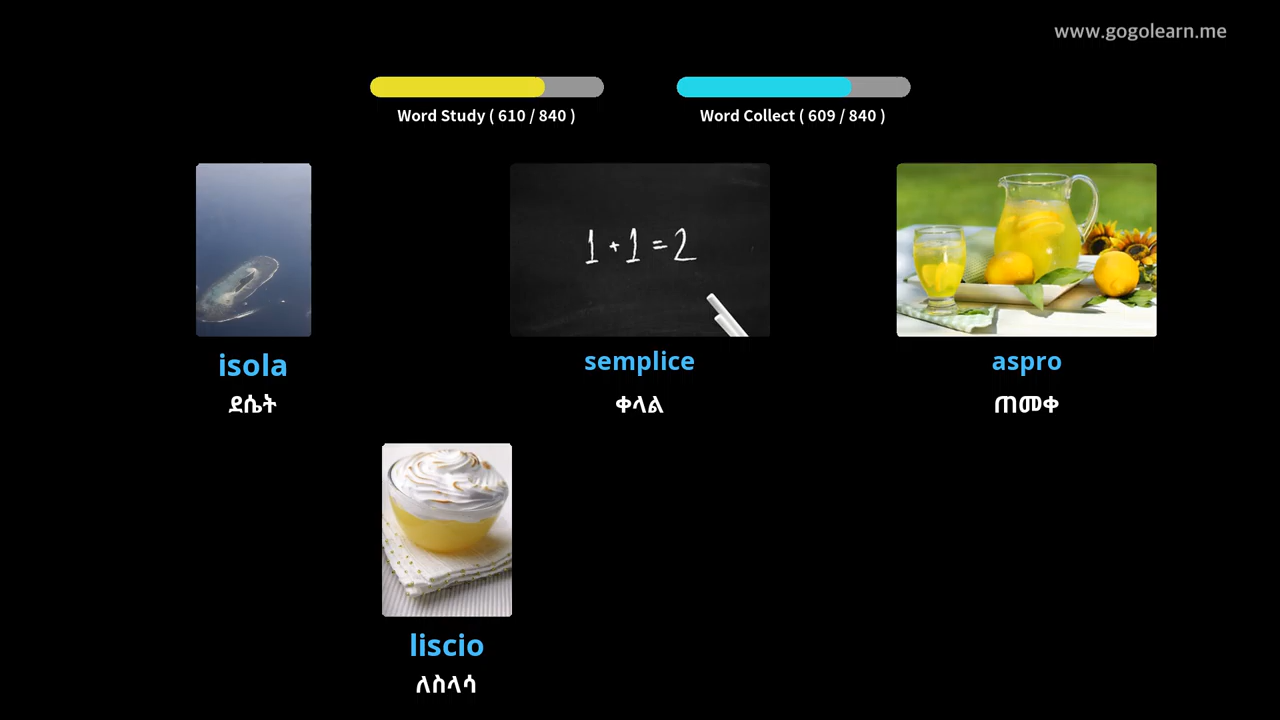 www.gogolearn.me
Word Study ( 610 / 840 )
Word Collect ( 609 / 840 )
1 + 1 = 2
isola
semplice
aspro
ደሴት
ቀላል
ጠመቀ
liscio
ለስላሳ